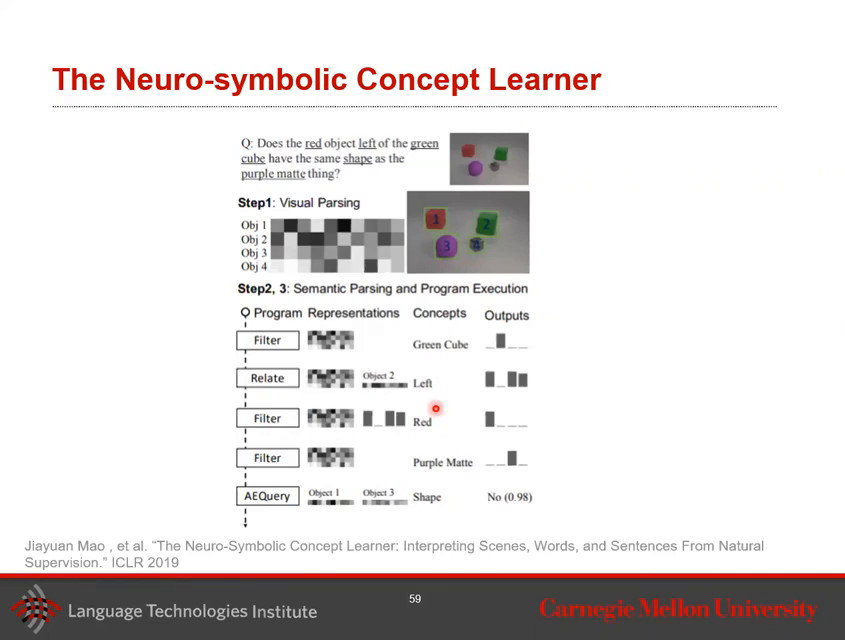 The Neuro-symbolic Concept Learner
Q: Does the red object left of the green
cube have the same shape as the
purple matte thing?
Step1: Visual Parsing
Obj 1
Obj 2
Obj 3
Obj 4
1
2
3
4
Step2, 3: Semantic Parsing and Program Execution
Program Representations Concepts Outputs
Filter Green Cube
Relate Object 2 Left
Filter Red
Filter Purple Matte
AEQuery Object 1 Object 3 Shape No (0.98)
Jiayuan Mao , et al. “The Neuro-Symbolic Concept Learner: Interpreting Scenes, Words, and Sentences From Natural
Supervision.” ICLR 2019
59
Language Technologies Institute
Carnegie Mellon University